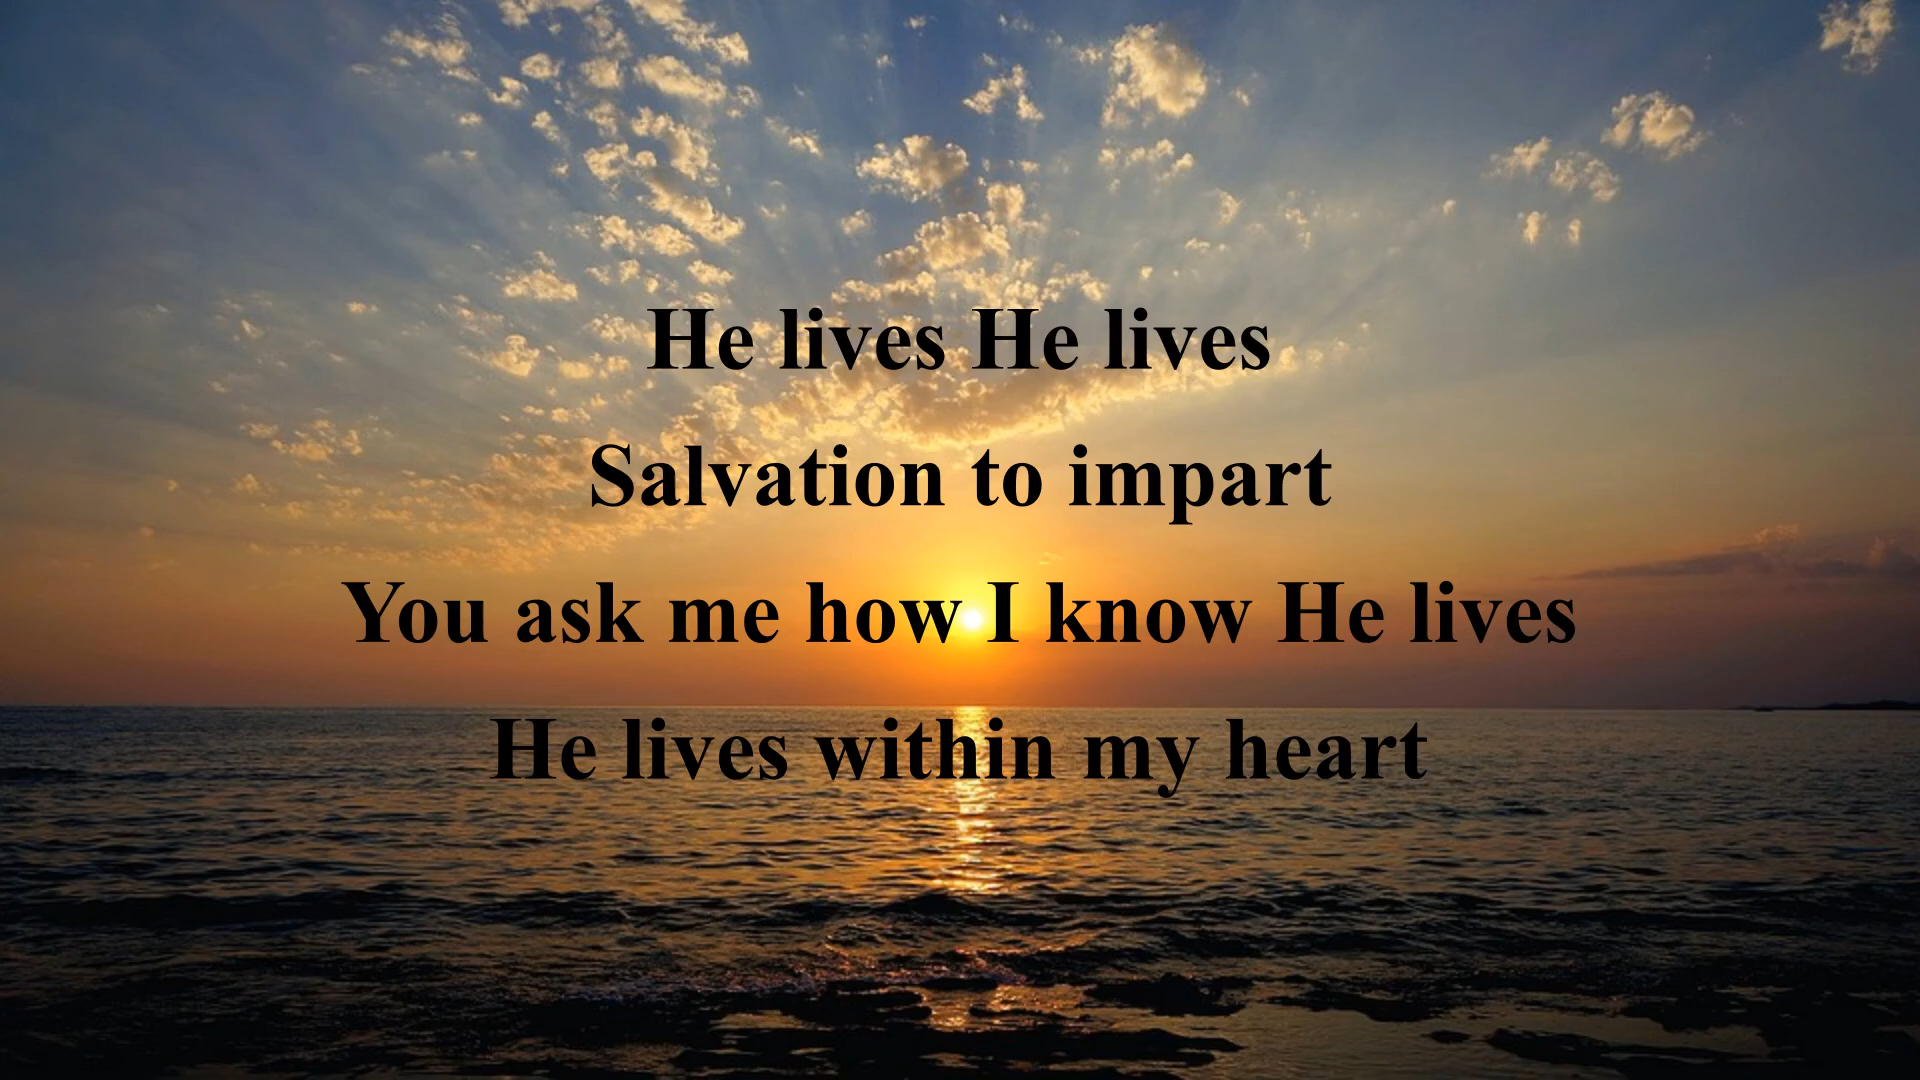 He lives He lives
Salvation to impart
You ask me how I know He lives
He lives within my heart